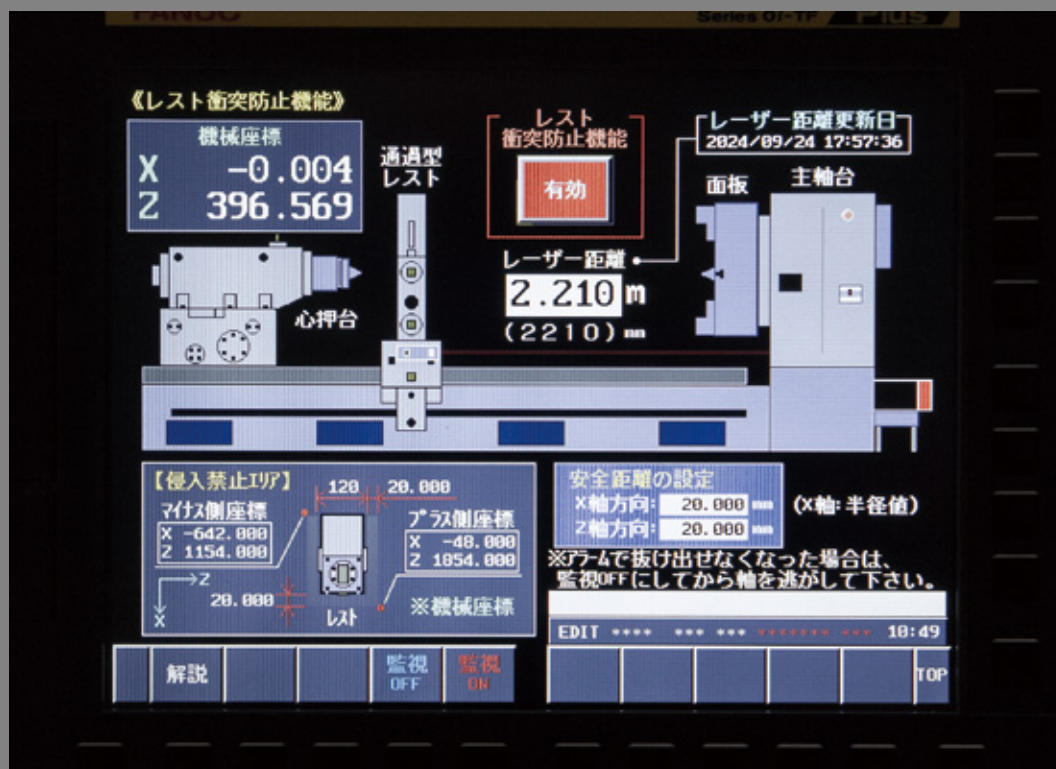 FANUC
Series 0i-TF Plus
《レスト衝突防止機能》
機械座標
X -0.004
Z 396.569
通過型
レスト
レスト
衝突防止機能
有効
レーザー距離更新日
2024/09/24 17:57:36
面板
主軸台
レーザー距離
2.210 m
(2210) mm
心押台
【侵入禁止エリア】
120
20.000
マイナス側座標
X -642.000
Z 1154.000
プラス側座標
X -48.000
Z 1854.000
Z
X
20.000
レスト
※機械座標
安全距離の設定
X軸方向: 20.000 mm
Z軸方向: 20.000 mm
(X軸:半径値)
※アラームで抜け出せなくなった場合は、
監視OFFにしてから軸を逃がして下さい。
EDIT **** *** *** ******* *** 10:49
解説
監視
OFF
監視
ON
TOP